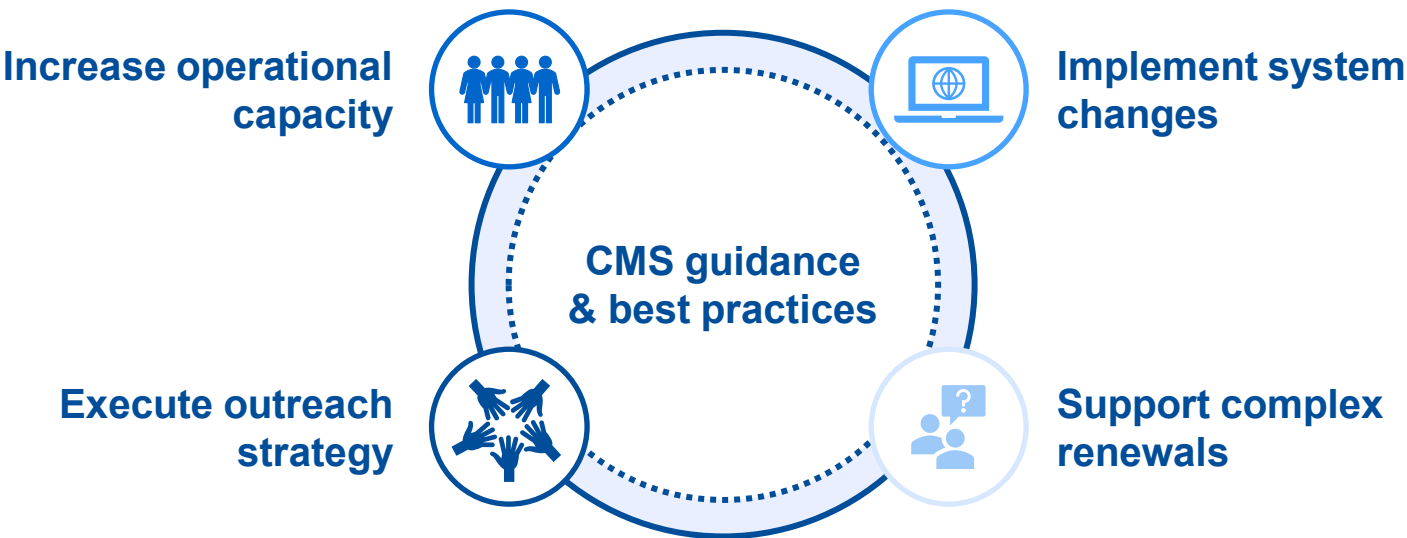 Increase operational
capacity
Implement system
changes
CMS guidance
& best practices
Execute outreach
strategy
?
Support complex
renewals